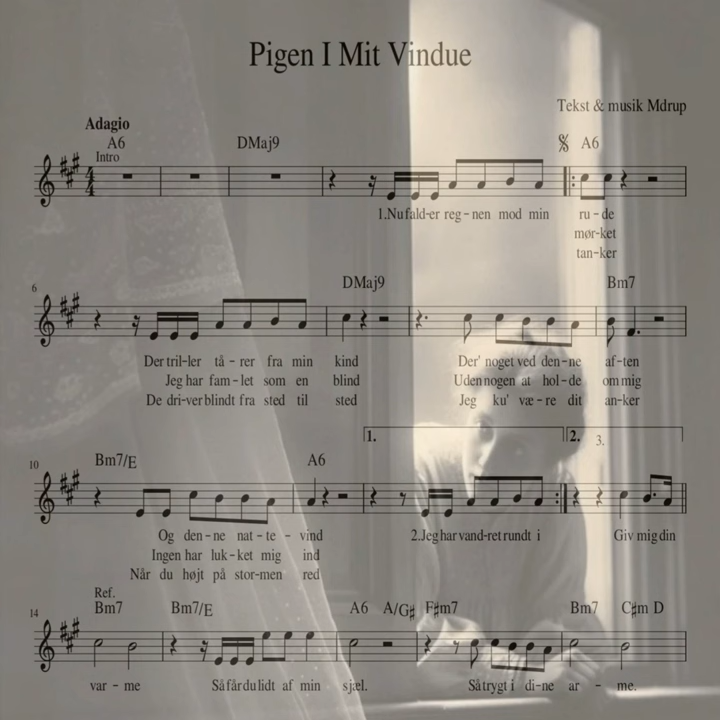 Pigen I Mit Vindue
Tekst & musik Mdrup
Adagio
A6 DMaj9 A6
Intro
1.Nu fald-er reg-nen mod min ru-de
mør-ket
tan-ker
6
DMaj9 Bm7
Der tril-ler tå-rer fra min kind Der' noget ved den-ne af-ten
Jeg har fam-let som en blind Uden nogen at hol-de om mig
De dri-ver blindt fra sted til sted Jeg ku' væ-re dit an-ker
1. 2. 3.
10
Bm7/E A6
Og den-ne nat-te-vind 2.Jeg har vand-ret rundt i Giv mig din
Ingen har luk-ket mig ind
Når du højt på stor-men red
Ref.
14
Bm7 Bm7/E A6 A/G♯ F♯m7 Bm7 C♯m D
var-me Så får du lidt af min sjæl. Så trygt i di-ne ar-me.